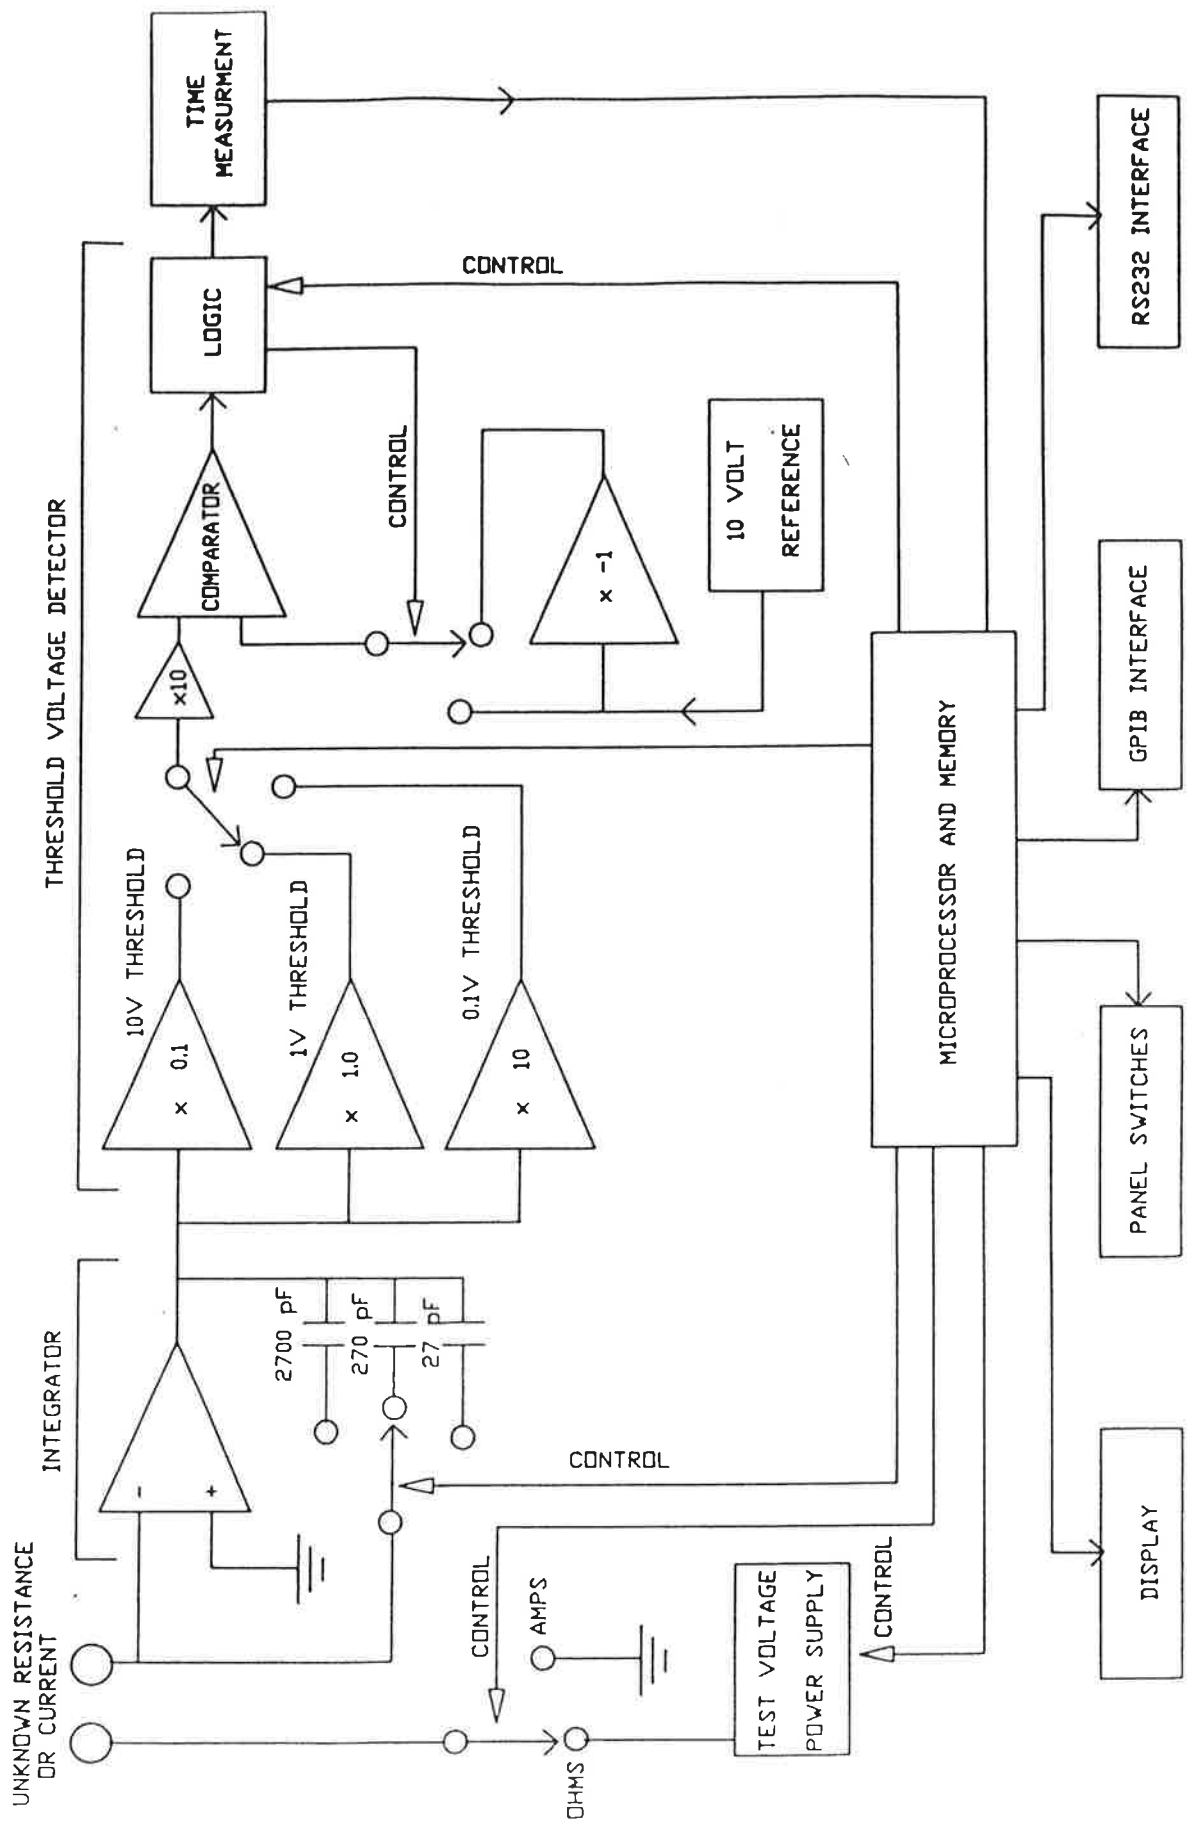 UNKNOWN RESISTANCE
OR CURRENT
INTEGRATOR
THRESHOLD VOLTAGE DETECTOR
-
+
2700 pF
270 pF
27 pF
10V THRESHOLD
x 0.1
1V THRESHOLD
x 1.0
0.1V THRESHOLD
x 10
x10
COMPARATOR
LOGIC
TIME
MEASURMENT
CONTROL
CONTROL
x -1
10 VOLT
REFERENCE
OHMS
AMPS
CONTROL
CONTROL
TEST VOLTAGE
POWER SUPPLY
CONTROL
MICROPROCESSOR AND MEMORY
DISPLAY
PANEL SWITCHES
GPIB INTERFACE
RS232 INTERFACE